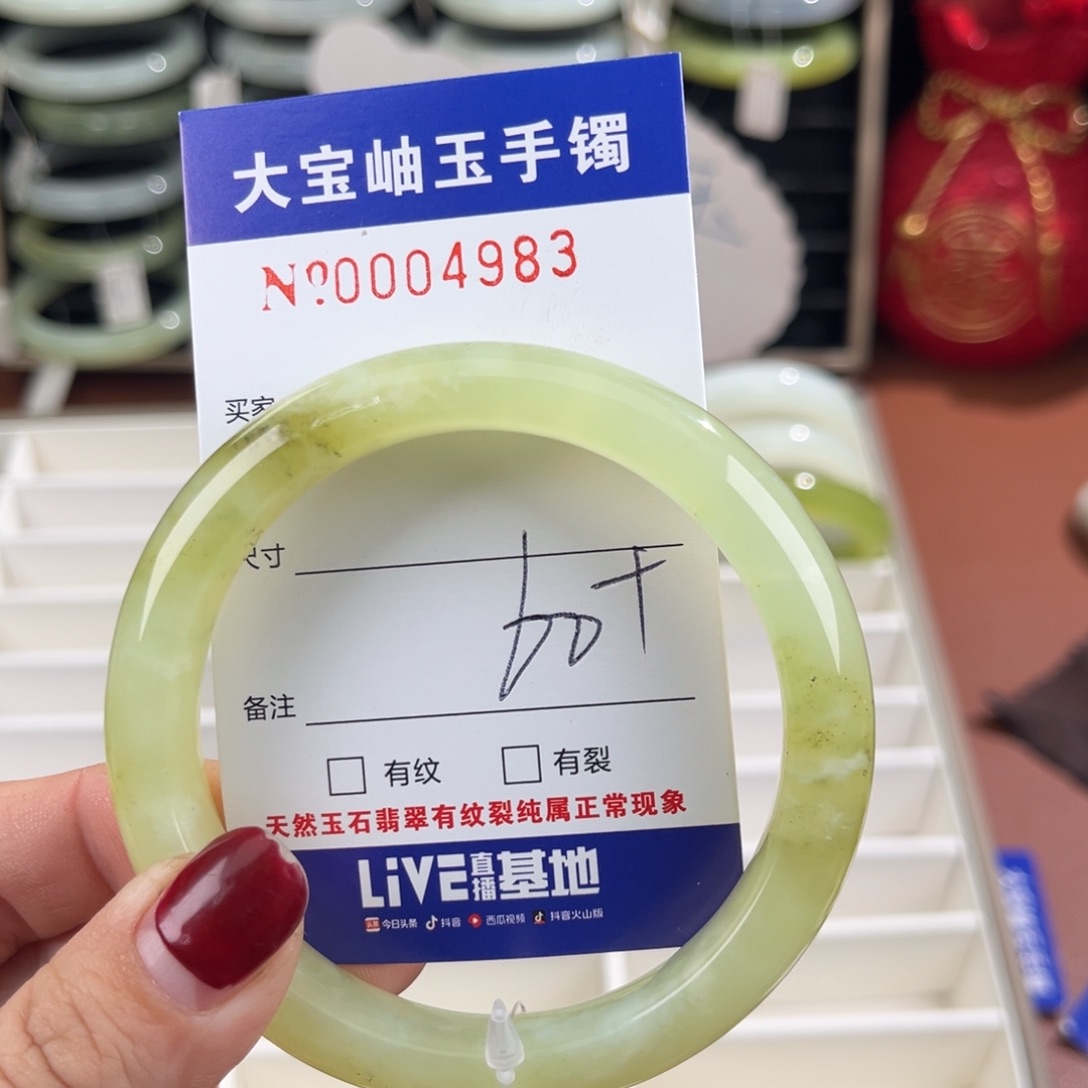 大宝岫玉手镯
Nº0004983
买家
尺寸
备注
有纹 有裂
天然玉石翡翠有纹裂纯属正常现象
LiVE直播基地
今日头条 抖音 西瓜视频 抖音火山版